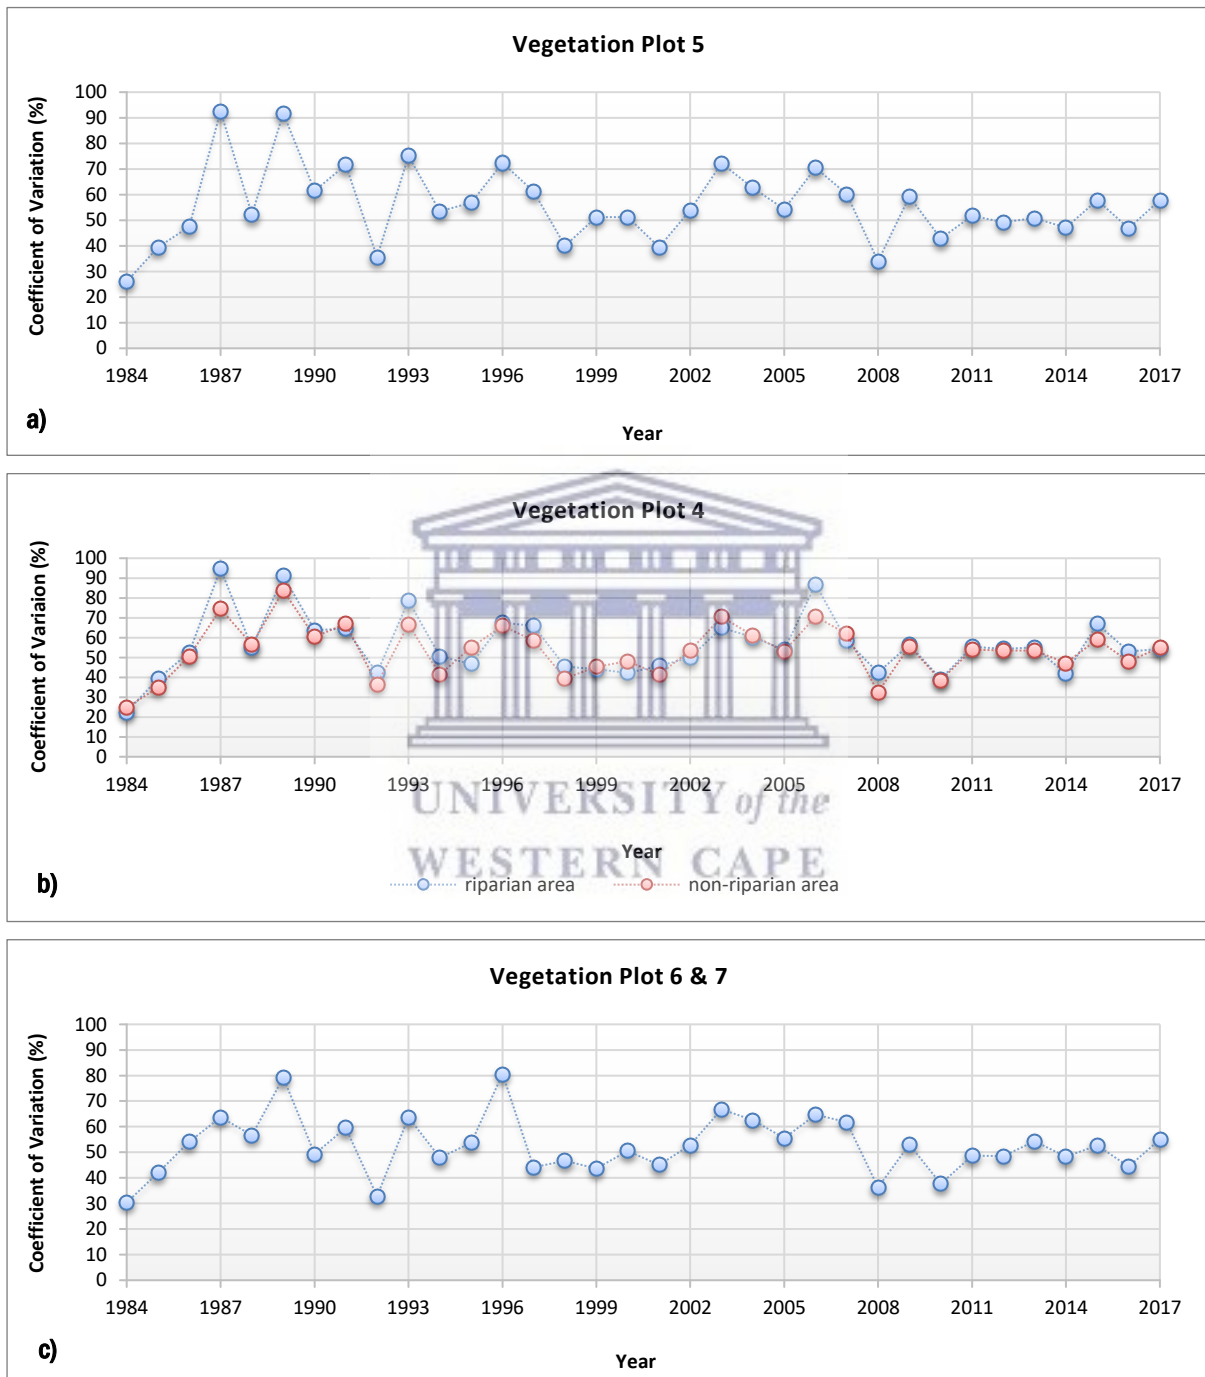 Vegetation Plot 5
Coefficient of Variation (%)
100
90
80
70
60
50
40
30
20
10
0
1984 1987 1990 1993 1996 1999 2002 2005 2008 2011 2014 2017
a)
Year
Vegetation Plot 4
Coefficient of Variaion (%)
100
90
80
70
60
50
40
30
20
10
0
1984 1987 1990 1993 1996 1999 2002 2005 2008 2011 2014 2017
UNIVERSITY of the
Year
WESTERN CAPE
b)
riparian area non-riparian area
Vegetation Plot 6 & 7
Coefficient of Variation (%)
100
90
80
70
60
50
40
30
20
10
0
1984 1987 1990 1993 1996 1999 2002 2005 2008 2011 2014 2017
c)
Year